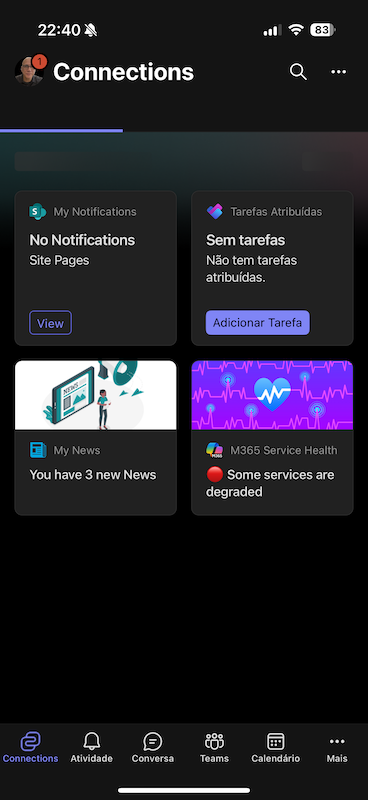 22:40
83
1
Connections
My Notifications
No Notifications
Site Pages
View
Tarefas Atribuídas
Sem tarefas
Não tem tarefas
atribuídas.
Adicionar Tarefa
NEWS
My News
You have 3 new News
M365
M365 Service Health
Some services are
degraded
Connections
Atividade
Conversa
Teams
Calendário
Mais